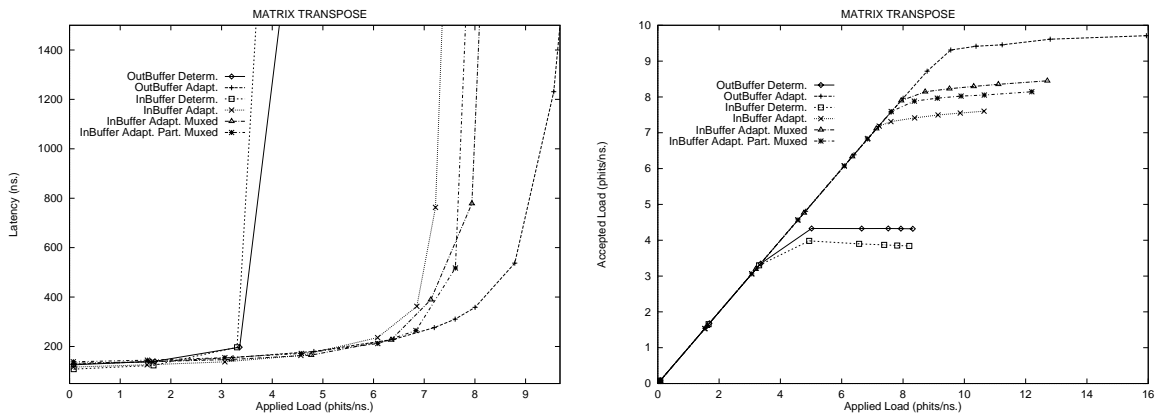 MATRIX TRANSPOSE
1400
1200
1000
800
600
400
200
Latency (ns.)
OutBuffer Determ.
OutBuffer Adapt.
InBuffer Determ.
InBuffer Adapt.
InBuffer Adapt. Muxed
InBuffer Adapt. Part. Muxed
0 1 2 3 4 5 6 7 8 9
Applied Load (phits/ns.)
MATRIX TRANSPOSE
10
9
8
7
6
5
4
3
2
1
0
Accepted Load (phits/ns.)
OutBuffer Determ.
OutBuffer Adapt.
InBuffer Determ.
InBuffer Adapt.
InBuffer Adapt. Muxed
InBuffer Adapt. Part. Muxed
0 2 4 6 8 10 12 14 16
Applied Load (phits/ns.)